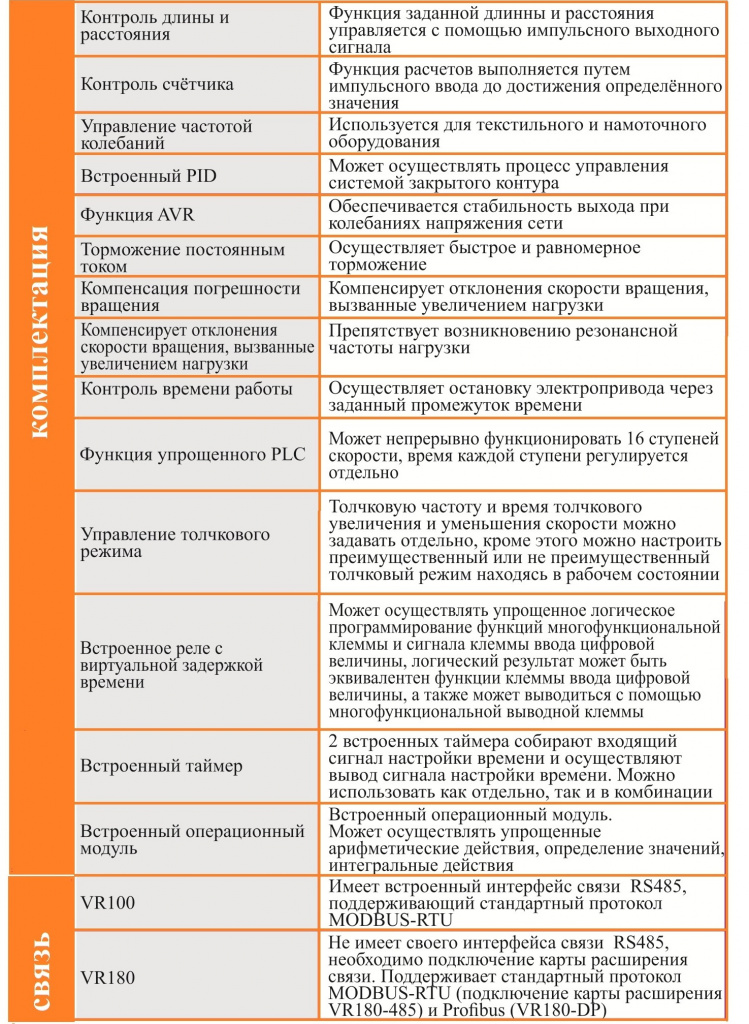 комплектация
Контроль длины и
расстояния
Функция заданной длинны и расстояния
управляется с помощью импульсного выходного
сигнала
Контроль счётчика
Функция расчетов выполняется путем
импульсного ввода до достижения определённого
значения
Управление частотой
колебаний
Используется для текстильного и намоточного
оборудования
Встроенный PID
Может осуществлять процесс управления
системой закрытого контура
Функция AVR
Обеспечивается стабильность выхода при
колебаниях напряжения сети
Торможение постоянным
током
Осуществляет быстрое и равномерное
торможение
Компенсация погрешности
вращения
Компенсирует отклонения скорости вращения,
вызванные увеличением нагрузки
Компенсирует отклонения
скорости вращения, вызванные
увеличением нагрузки
Препятствует возникновению резонансной
частоты нагрузки
Контроль времени работы
Осуществляет остановку электропривода через
заданный промежуток времени
Функция упрощенного PLC
Может непрерывно функционировать 16 ступеней
скорости, время каждой ступени регулируется
отдельно
Управление толчкового
режима
Толчковую частоту и время толчкового
увеличения и уменьшения скорости можно
задавать отдельно, кроме этого можно настроить
преимущественный или не преимущественный
толчковый режим находясь в рабочем состоянии
Встроенное реле с
виртуальной задержкой
времени
Может осуществлять упрощенное логическое
программирование функций многофункциональной
клеммы и сигнала клеммы ввода цифровой
величины, логический результат может быть
эквивалентен функции клеммы ввода цифровой
величины, а также может выводиться с помощью
многофункциональной выводной клеммы
Встроенный таймер
2 встроенных таймера собирают входящий
сигнал настройки времени и осуществляют
вывод сигнала настройки времени. Можно
использовать как отдельно, так и в комбинации
Встроенный операционный
модуль
Встроенный операционный модуль.
Может осуществлять упрощенные
арифметические действия, определение значений,
интегральные действия
связь
VR100
Имеет встроенный интерфейс связи RS485,
поддерживающий стандартный протокол
MODBUS-RTU
VR180
Не имеет своего интерфейса связи RS485,
необходимо подключение карты расширения
связи. Поддерживает стандартный протокол
MODBUS-RTU (подключение карты расширения
VR180-485) и Profibus (VR180-DP)